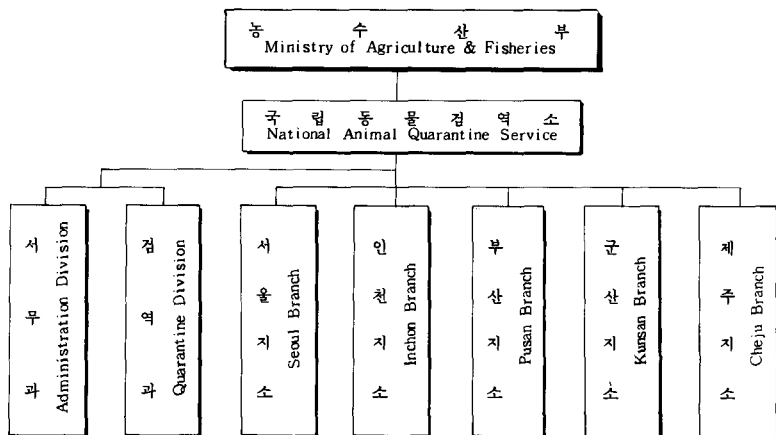 농 수 산 부
Ministry of Agriculture & Fisheries
국 립 동 물 검 역 소
National Animal Quarantine Service
서 무 과
Administration Division
검 역 과
Quarantine Division
서 울 지 소
Seoul Branch
인 천 지 소
Inchon Branch
부 산 지 소
Pusan Branch
군 산 지 소
Kunsan Branch
제 주 지 소
Cheju Branch